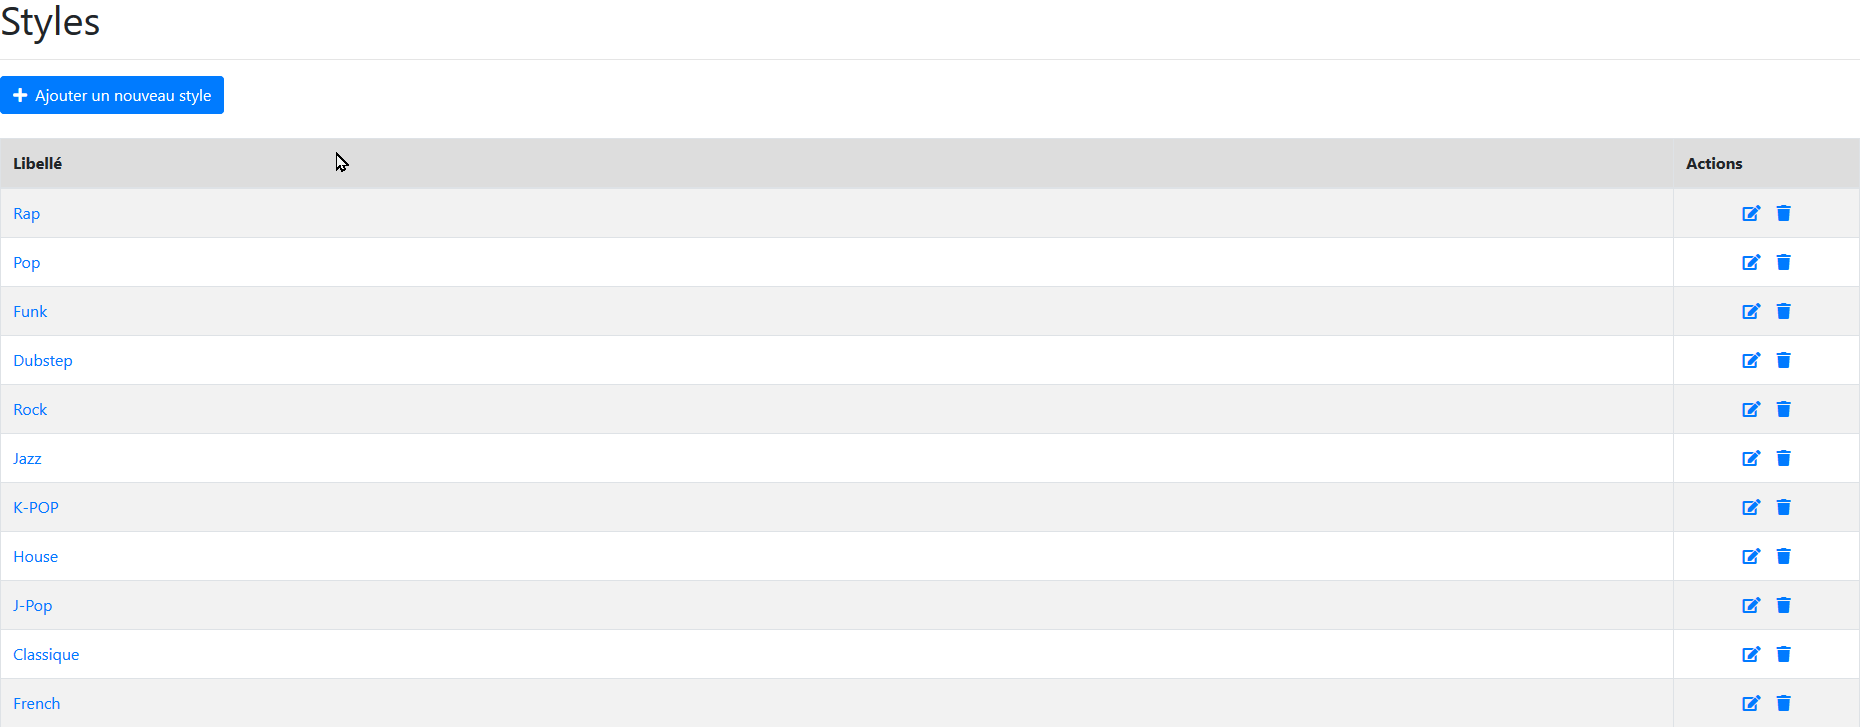 Styles
Ajouter un nouveau style
Libellé Actions
Rap
Pop
Funk
Dubstep
Rock
Jazz
K-POP
House
J-Pop
Classique
French